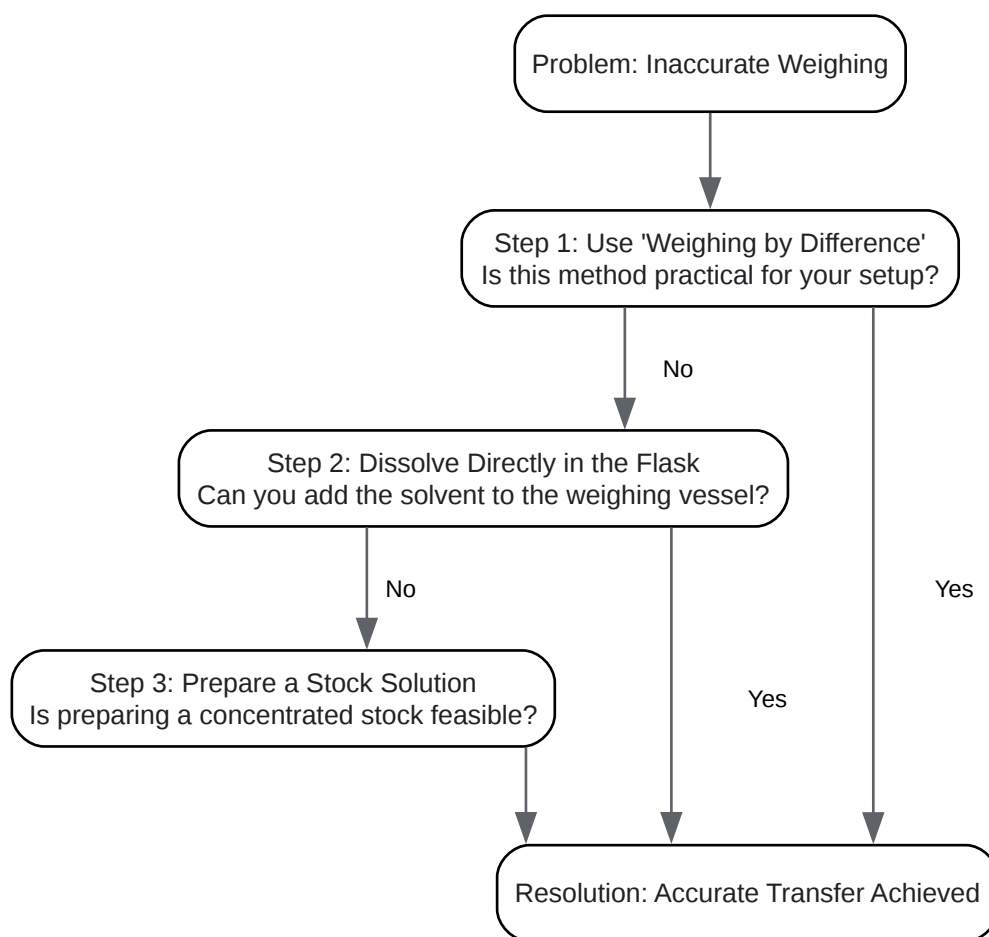 Problem: Inaccurate Weighing
Step 1: Use 'Weighing by Difference'
Is this method practical for your setup?
No
Step 2: Dissolve Directly in the Flask
Can you add the solvent to the weighing vessel?
No
Yes
Step 3: Prepare a Stock Solution
Is preparing a concentrated stock feasible?
Yes
Resolution: Accurate Transfer Achieved